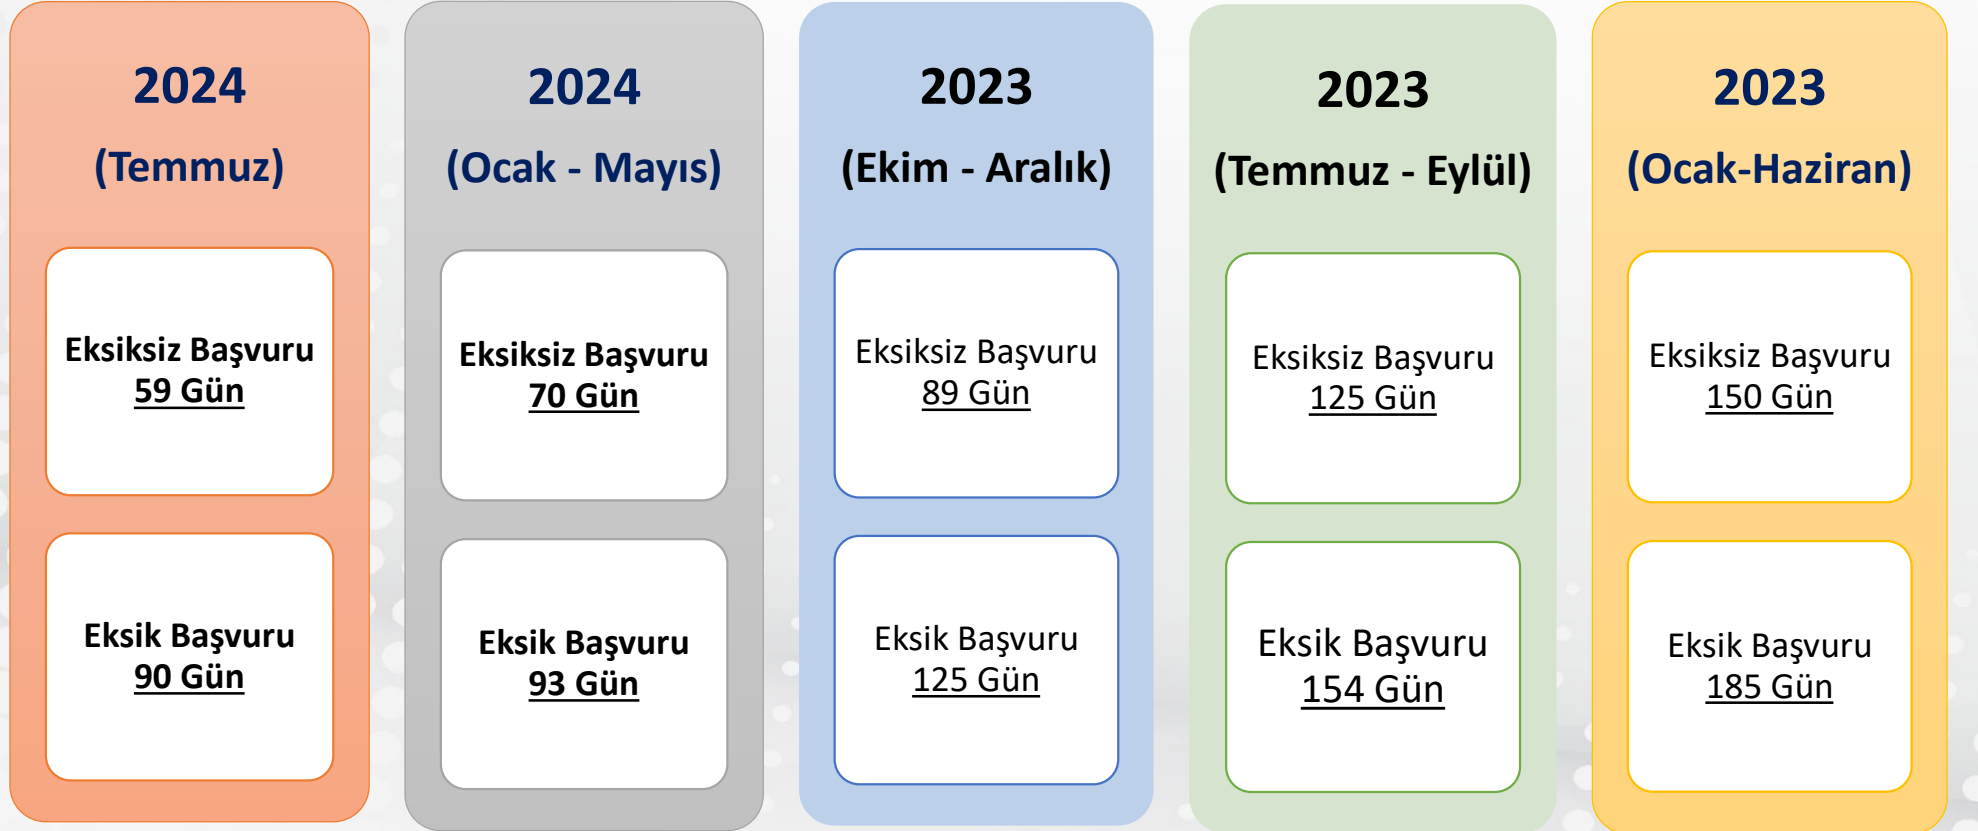 2024
(Temmuz)
Eksiksiz Başvuru
59 Gün
Eksik Başvuru
90 Gün
2024
(Ocak - Mayıs)
Eksiksiz Başvuru
70 Gün
Eksik Başvuru
93 Gün
2023
(Ekim - Aralık)
Eksiksiz Başvuru
89 Gün
Eksik Başvuru
125 Gün
2023
(Temmuz - Eylül)
Eksiksiz Başvuru
125 Gün
Eksik Başvuru
154 Gün
2023
(Ocak-Haziran)
Eksiksiz Başvuru
150 Gün
Eksik Başvuru
185 Gün